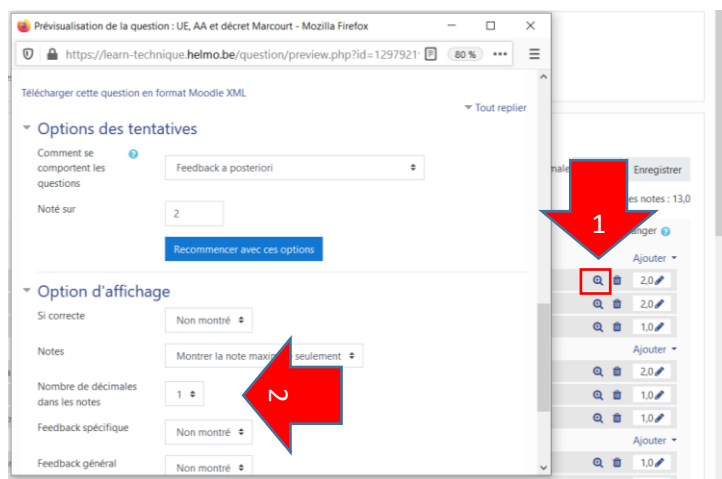 Prévisualisation de la question : UE, AA et décret Marcourt - Mozilla Firefox
https://learn-technique.helmo.be/question/preview.php?id=1297921
80 %
Télécharger cette question en format Moodle XML
Tout replier
Options des tentatives
Comment se
comportent les
questions
Feedback a posteriori
Noté sur
2
Recommencer avec ces options
Option d'affichage
Si correcte
Non montré
Notes
Montrer la note seulement
Nombre de décimales
dans les notes
1
2
Feedback spécifique
Non montré
Feedback général
Non montré
Enregistrer
es notes : 13,0
1
anger
Ajouter
2,0
2,0
1,0
Ajouter
2,0
1,0
1,0
Ajouter
1,0